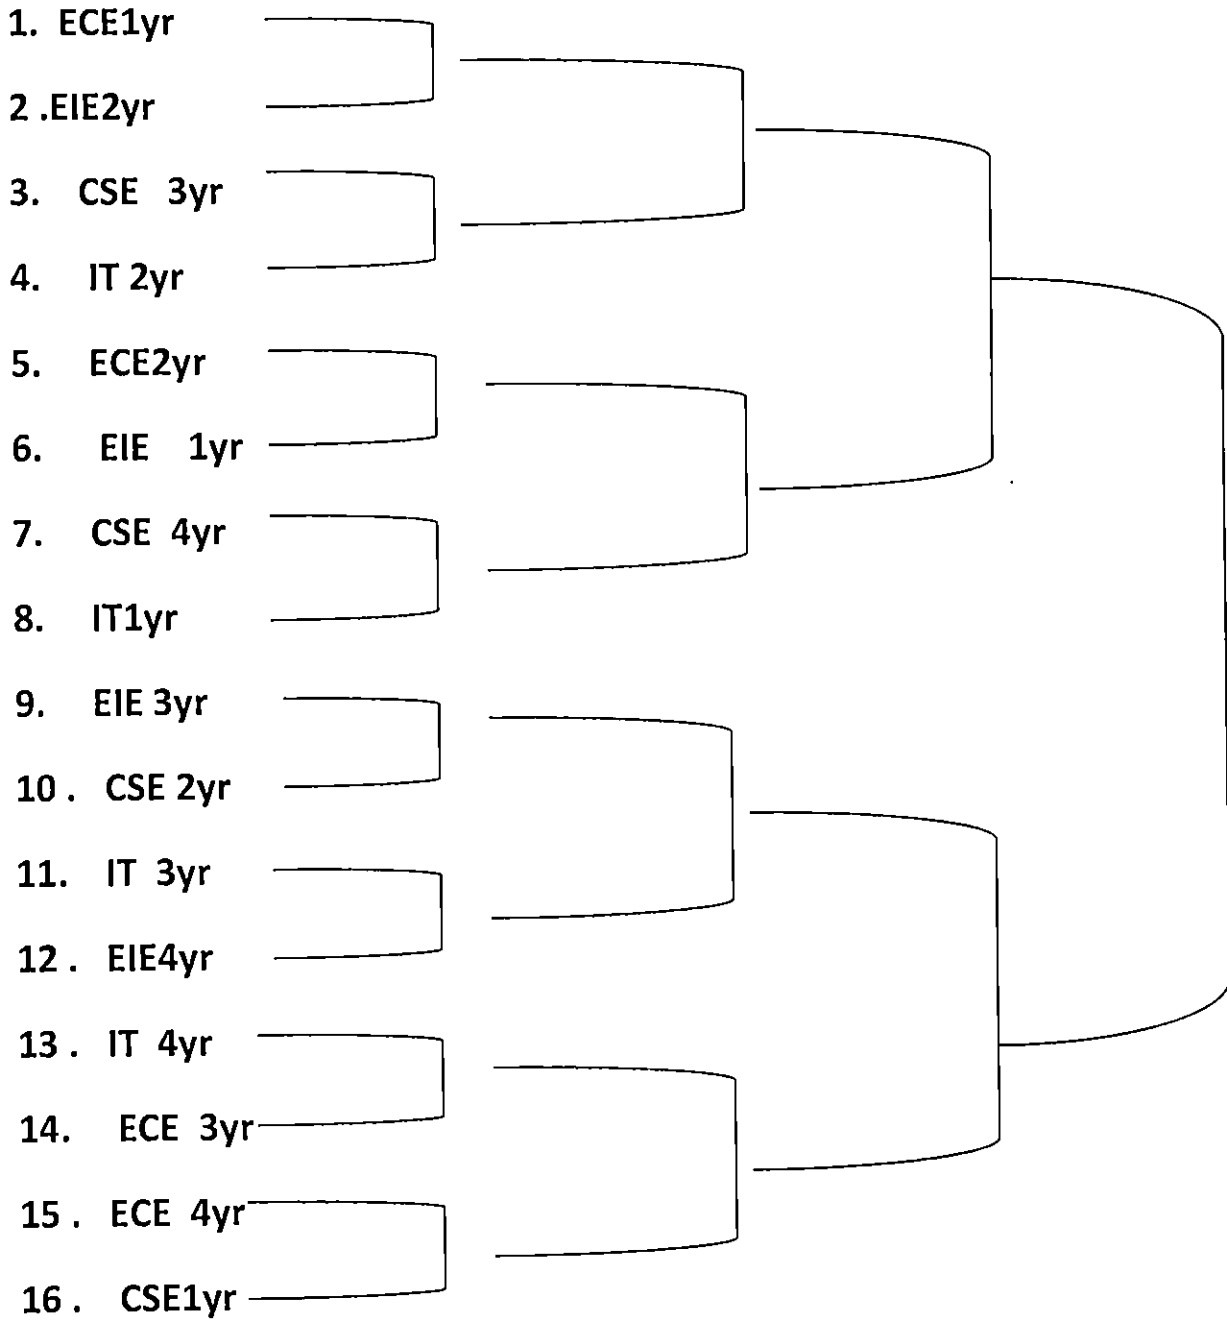 1. ECE1yr
2 .EIE2yr
3. CSE 3yr
4. IT 2yr
5. ECE2yr
6. EIE 1yr
7. CSE 4yr
8. IT1yr
9. EIE 3yr
10 . CSE 2yr
11. IT 3yr
12 . EIE4yr
13 . IT 4yr
14. ECE 3yr
15 . ECE 4yr
16 . CSE1yr